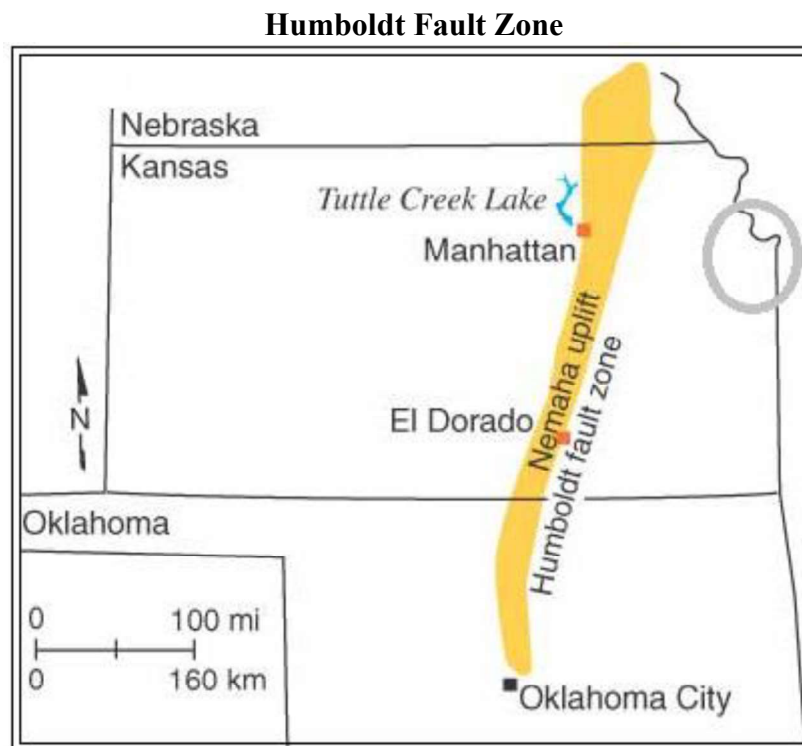 Humboldt Fault Zone
Nebraska
Kansas
Tuttle Creek Lake
Manhattan
Nemaha uplift
Humboldt fault zone
El Dorado
N
Oklahoma
0 100 mi
0 160 km
Oklahoma City